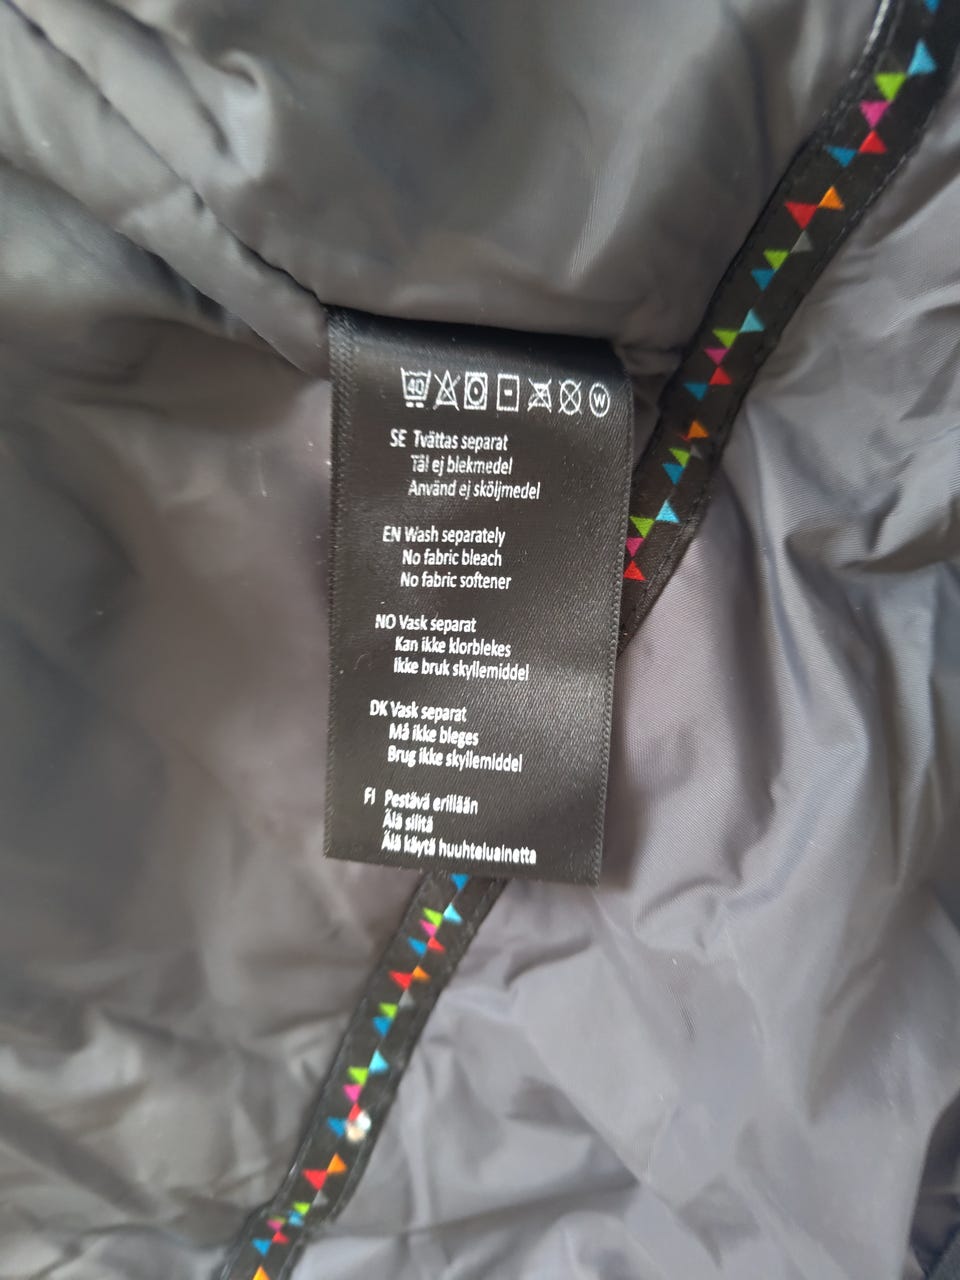 40 W
SE Tvättas separat
Tål ej blekmedel
Använd ej sköljmedel
EN Wash separately
No fabric bleach
No fabric softener
NO Vask separat
Kan ikke klorblekes
Ikke bruk skyllemiddel
DK Vask separat
Må ikke bleges
Brug ikke skyllemiddel
FI Pestävä erillään
Älä silitä
Älä käytä huuhteluainetta